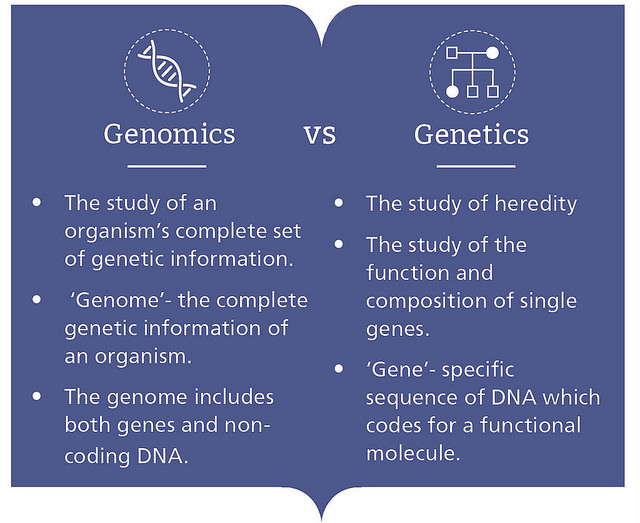 Genomics vs Genetics
• The study of an
organism’s complete set
of genetic information.
• ‘Genome’- the complete
genetic information of
an organism.
• The genome includes
both genes and non-
coding DNA.
• The study of heredity
• The study of the
function and
composition of single
genes.
• ‘Gene’- specific
sequence of DNA which
codes for a functional
molecule.